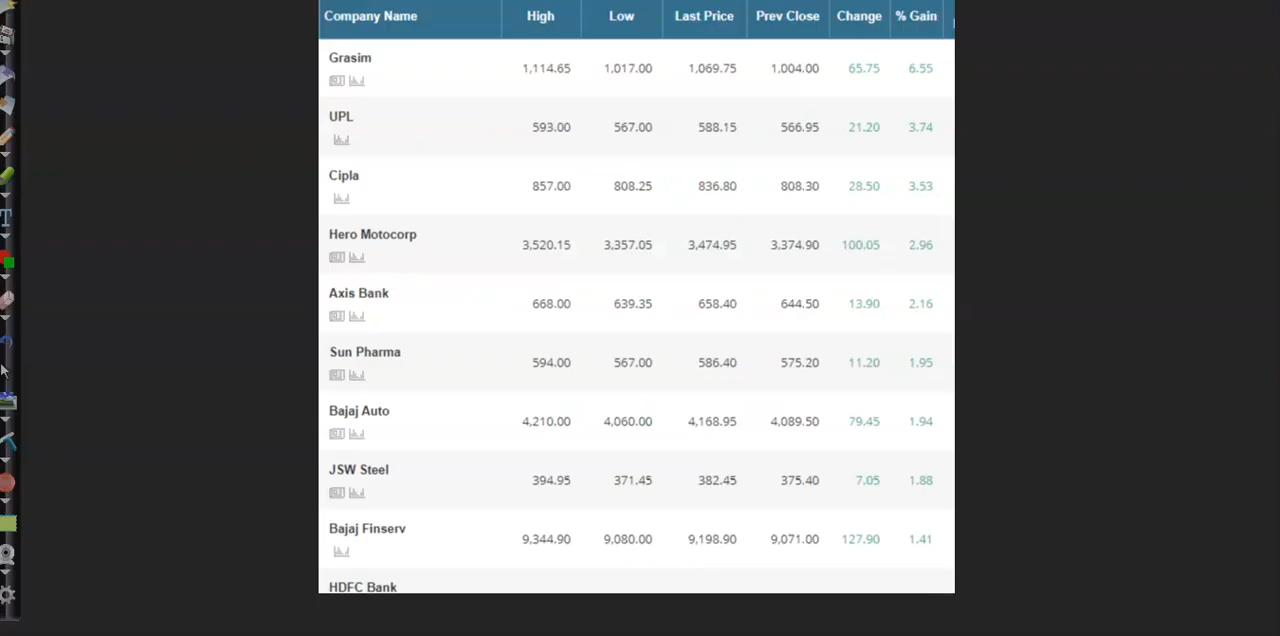 Company Name High Low Last Price Prev Close Change % Gain
Grasim
1,114.65 1,017.00 1,069.75 1,004.00 65.75 6.55
UPL
593.00 567.00 588.15 566.95 21.20 3.74
Cipla
857.00 808.25 836.80 808.30 28.50 3.53
Hero Motocorp
3,520.15 3,357.05 3,474.95 3,374.90 100.05 2.96
Axis Bank
668.00 639.35 658.40 644.50 13.90 2.16
Sun Pharma
594.00 567.00 586.40 575.20 11.20 1.95
Bajaj Auto
4,210.00 4,060.00 4,168.95 4,089.50 79.45 1.94
JSW Steel
394.95 371.45 382.45 375.40 7.05 1.88
Bajaj Finserv
9,344.90 9,080.00 9,198.90 9,071.00 127.90 1.41
HDFC Bank